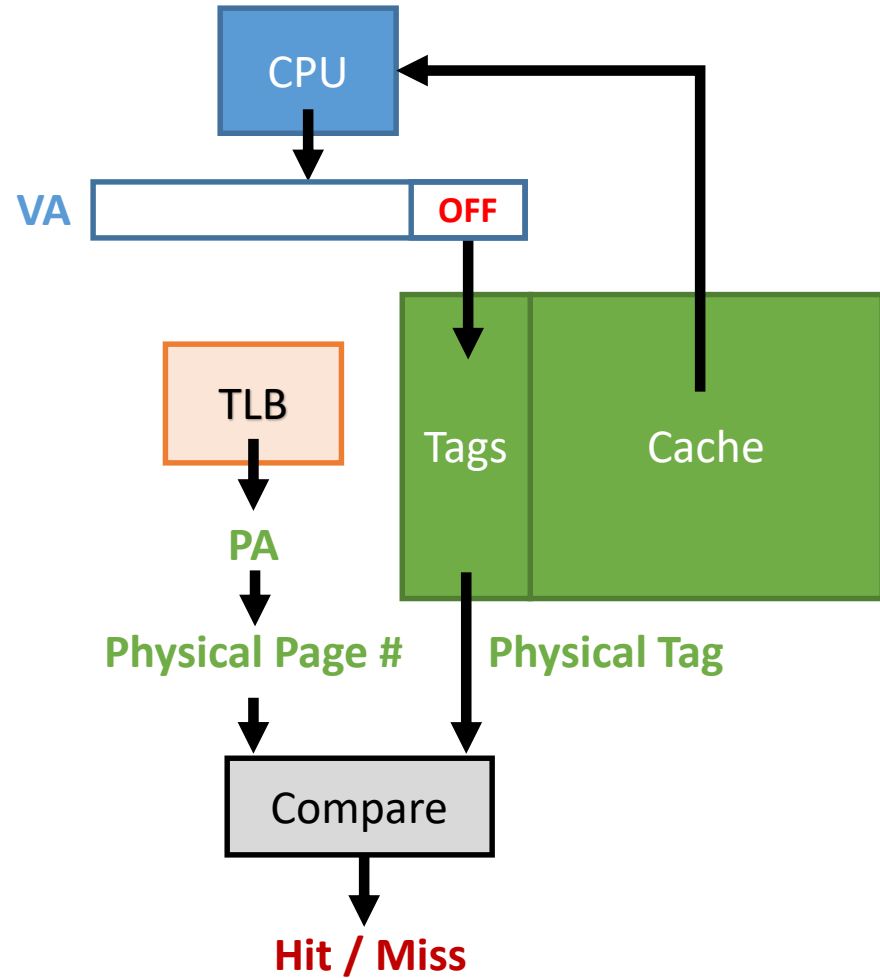 CPU
VA
OFF
TLB
Tags
Cache
PA
Physical Page #
Physical Tag
Compare
Hit / Miss